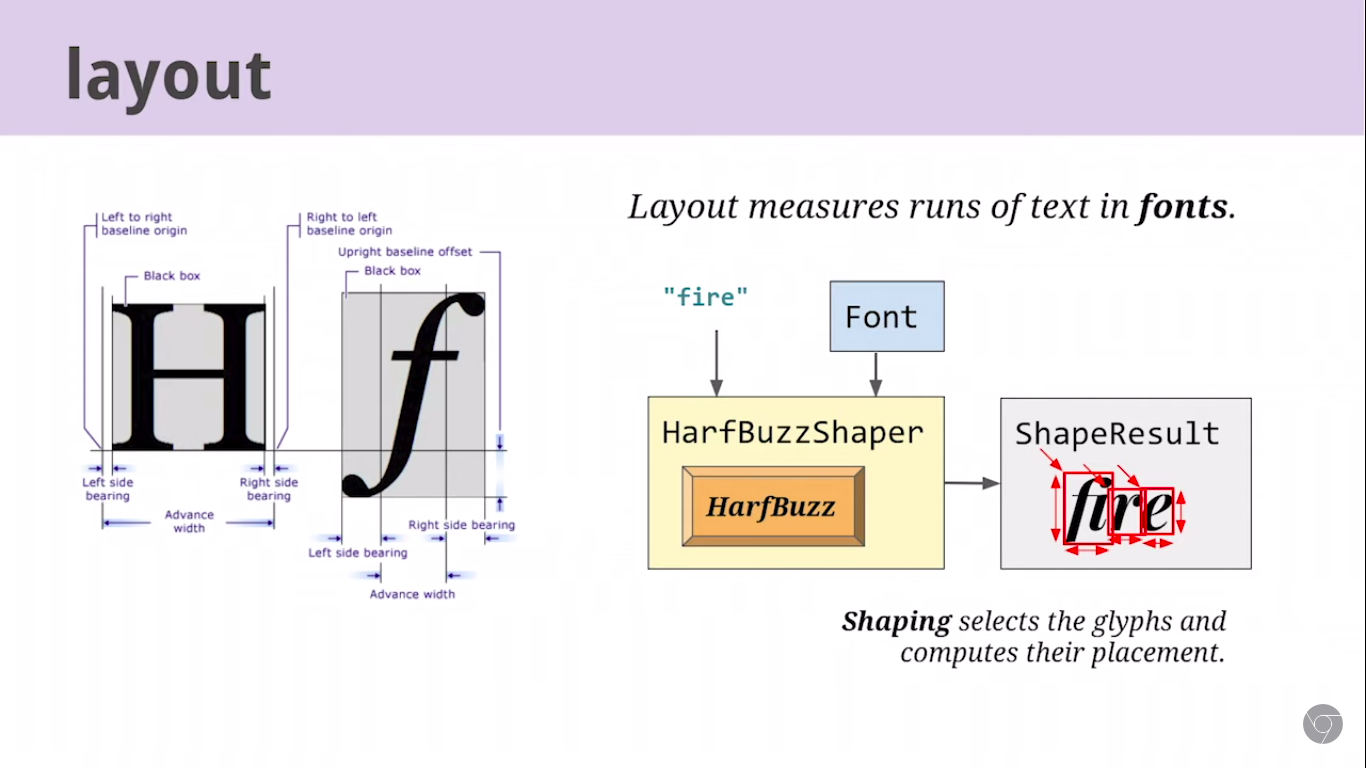 layout
Left to right
baseline origin
Right to left
baseline origin
Upright baseline offset
Black box
Black box
H
f
Left side
bearing
Right side
bearing
Advance
width
Right side bearing
Left side bearing
Advance width
Layout measures runs of text in fonts.
"fire"
Font
HarfBuzzShaper
HarfBuzz
ShapeResult
fire
Shaping selects the glyphs and
computes their placement.